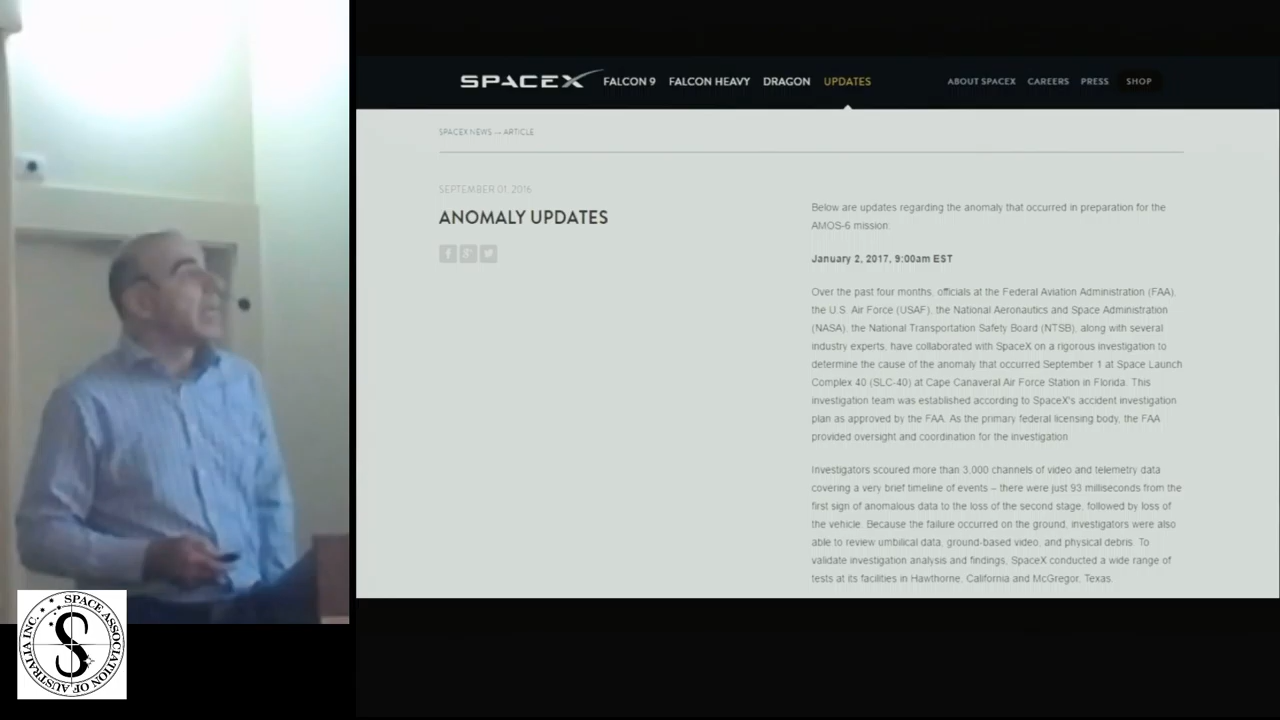 SPACEX FALCON 9 FALCON HEAVY DRAGON UPDATES ABOUT SPACEX CAREERS PRESS SHOP
SPACEX NEWS → ARTICLE
SEPTEMBER 01, 2016
ANOMALY UPDATES
Below are updates regarding the anomaly that occurred in preparation for the
AMOS-6 mission:
January 2, 2017, 9:00am EST
Over the past four months, officials at the Federal Aviation Administration (FAA),
the U.S. Air Force (USAF), the National Aeronautics and Space Administration
(NASA), the National Transportation Safety Board (NTSB), along with several
industry experts, have collaborated with SpaceX on a rigorous investigation to
determine the cause of the anomaly that occurred September 1 at Space Launch
Complex 40 (SLC-40) at Cape Canaveral Air Force Station in Florida. This
investigation team was established according to SpaceX's accident investigation
plan as approved by the FAA. As the primary federal licensing body, the FAA
provided oversight and coordination for the investigation.
Investigators scoured more than 3,000 channels of video and telemetry data
covering a very brief timeline of events – there were just 93 milliseconds from the
first sign of anomalous data to the loss of the second stage, followed by loss of
the vehicle. Because the failure occurred on the ground, investigators were also
able to review umbilical data, ground-based video, and physical debris. To
validate investigation analysis and findings, SpaceX conducted a wide range of
tests at its facilities in Hawthorne, California and McGregor, Texas.
SPACE ASSOCIATION OF AUSTRALIA INC.
S